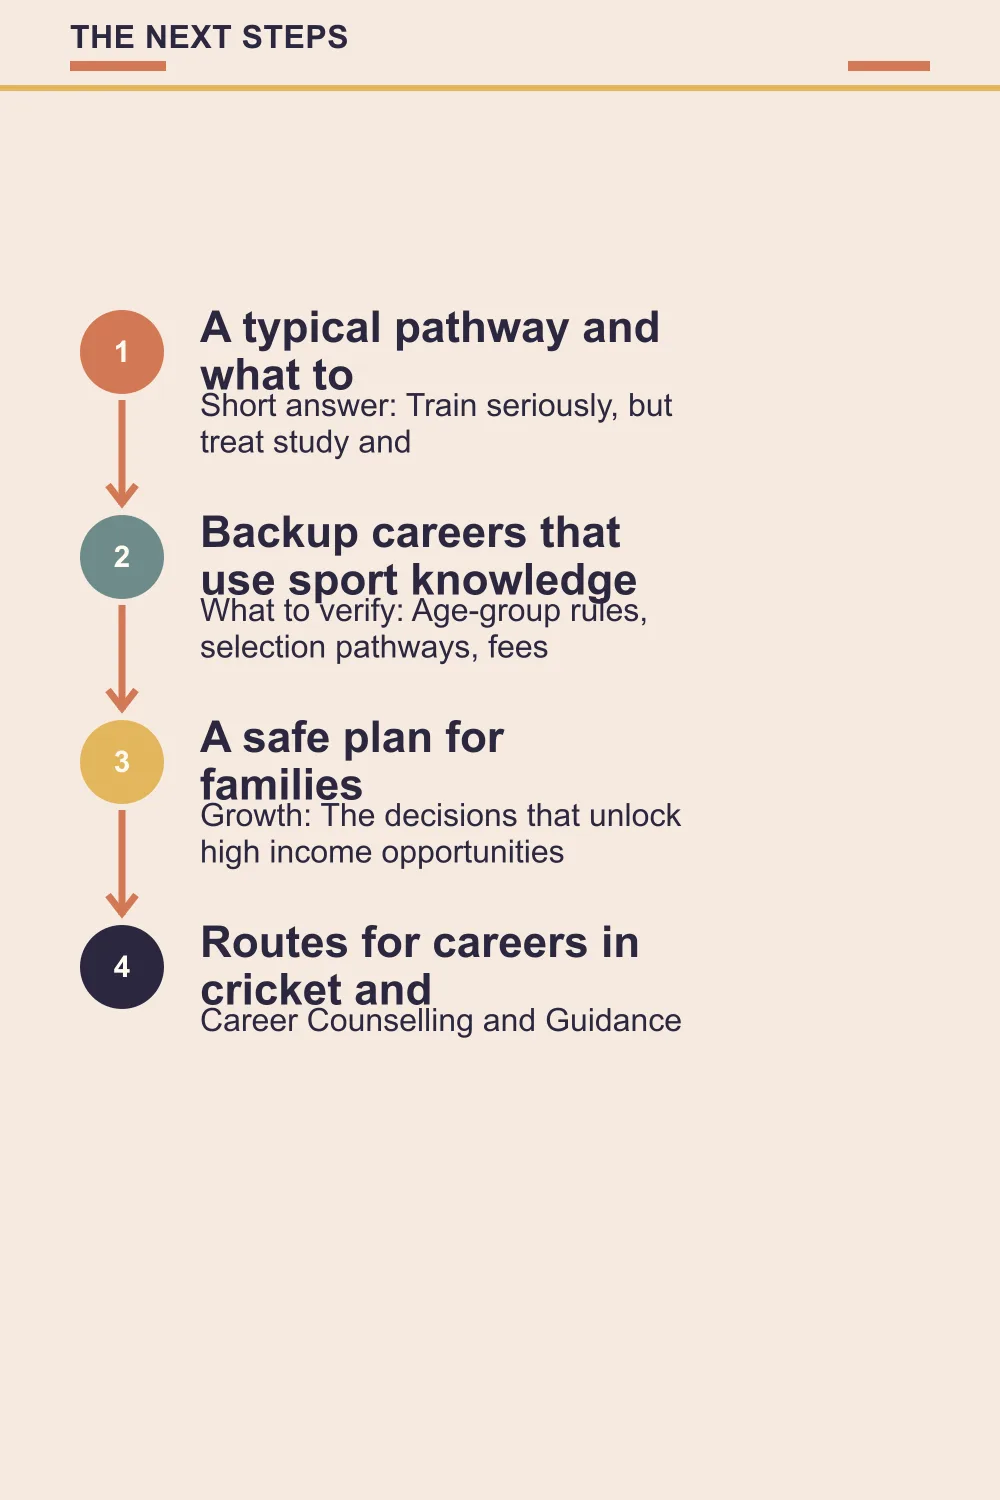 THE NEXT STEPS
1
A typical pathway and
what to
Short answer: Train seriously, but
treat study and
2
Backup careers that
use sport knowledge
What to verify: Age-group rules,
selection pathways, fees
3
A safe plan for
families
Growth: The decisions that unlock
high income opportunities
4
Routes for careers in
cricket and
Career Counselling and Guidance